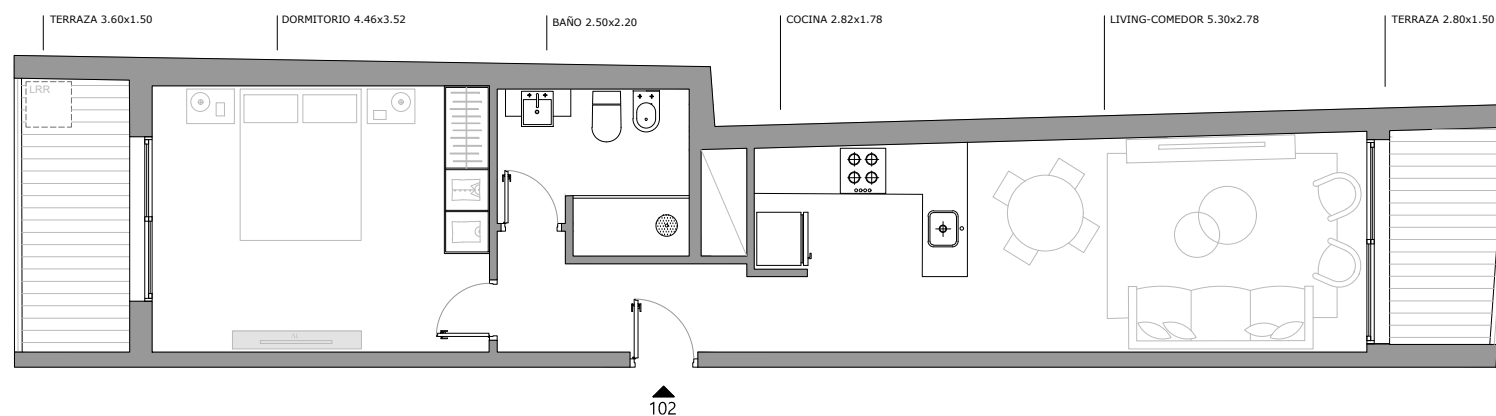 TERRAZA 3.60x1.50
DORMITORIO 4.46x3.52
BAÑO 2.50x2.20
COCINA 2.82x1.78
LIVING-COMEDOR 5.30x2.78
TERRAZA 2.80x1.50
LRR
N
102